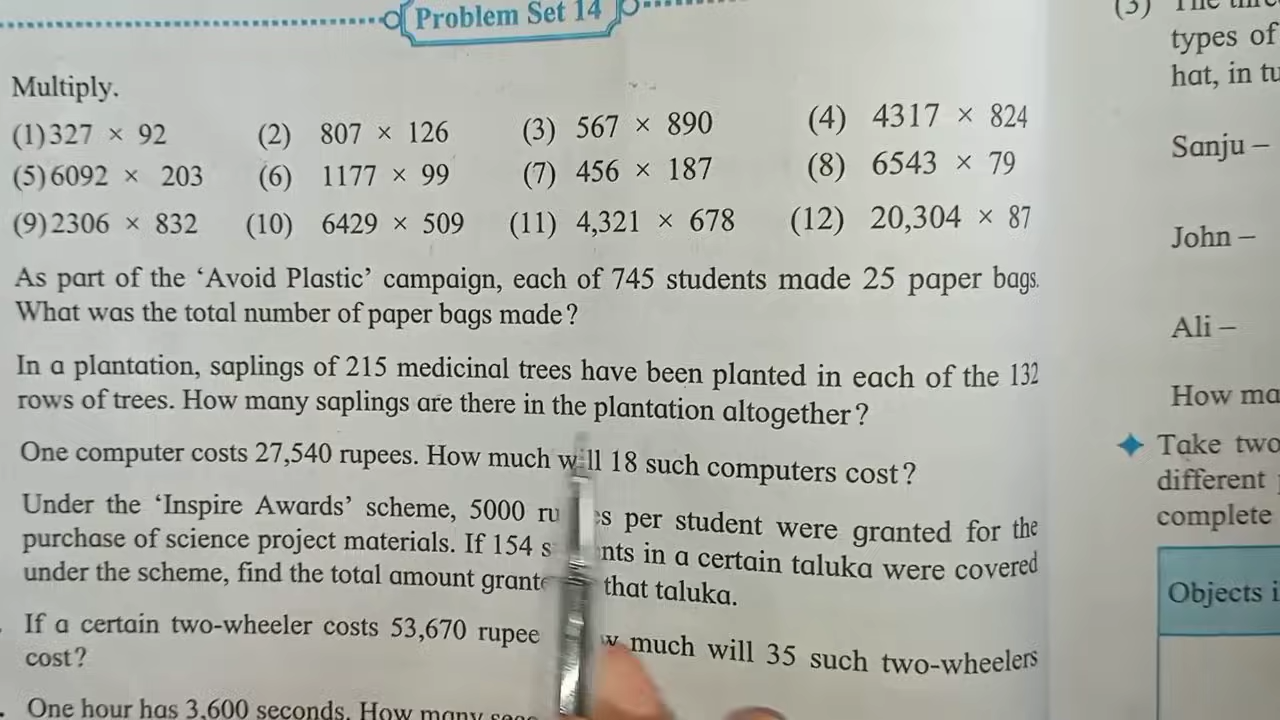 Problem Set 14
Multiply.
(1) 327 × 92 (2) 807 × 126 (3) 567 × 890 (4) 4317 × 824
(5) 6092 × 203 (6) 1177 × 99 (7) 456 × 187 (8) 6543 × 79
(9) 2306 × 832 (10) 6429 × 509 (11) 4,321 × 678 (12) 20,304 × 87
As part of the ‘Avoid Plastic’ campaign, each of 745 students made 25 paper bags.
What was the total number of paper bags made?
In a plantation, saplings of 215 medicinal trees have been planted in each of the 132
rows of trees. How many saplings are there in the plantation altogether?
One computer costs 27,540 rupees. How much will 18 such computers cost?
Under the ‘Inspire Awards’ scheme, 5000 per student were granted for the
purchase of science project materials. If 154 in a certain taluka were covered
under the scheme, find the total amount that taluka.
If a certain two-wheeler costs 53,670 much will 35 such two-wheelers
cost?
One hour has 3,600 seconds. How many
(3)
types of
hat, in
Sanju –
John –
Ali –
How
Take two
different
complete
Objects